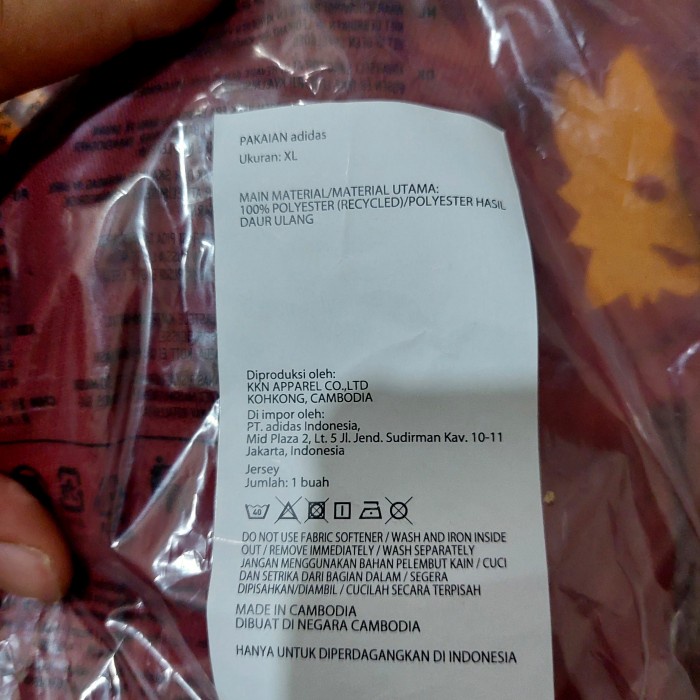 PAKAIAN adidas
Ukuran: XL
MAIN MATERIAL/MATERIAL UTAMA:
100% POLYESTER (RECYCLED)/POLYESTER HASIL
DAUR ULANG
Diproduksi oleh:
KKN APPAREL CO.,LTD
KOHKONG, CAMBODIA
Di impor oleh:
PT. adidas Indonesia,
Mid Plaza 2, Lt. 5 Jl. Jend. Sudirman Kav. 10-11
Jakarta, Indonesia
Jersey
Jumlah: 1 buah
40
DO NOT USE FABRIC SOFTENER / WASH AND IRON INSIDE
OUT / REMOVE IMMEDIATELY / WASH SEPARATELY
JANGAN MENGGUNAKAN BAHAN PELEMBUT KAIN / CUCI
DAN SETRIKA DARI BAGIAN DALAM / SEGERA
DIPISAHKAN/DIAMBIL / CUCILAH SECARA TERPISAH
MADE IN CAMBODIA
DIBUAT DI NEGARA CAMBODIA
HANYA UNTUK DIPERDAGANGKAN DI INDONESIA